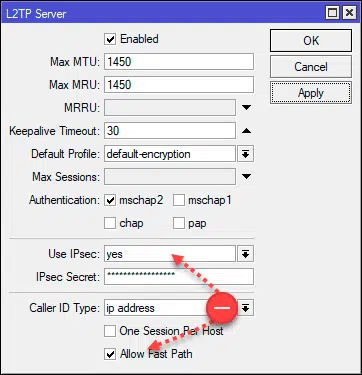 L2TP Server
Enabled
OK
Max MTU: 1450
Cancel
Max MRU: 1450
Apply
MRRU:
Keepalive Timeout: 30
Default Profile: default-encryption
Max Sessions:
Authentication: mschap2 mschap1
chap pap
Use IPsec: yes
IPsec Secret: *****************
Caller ID Type: ip address
One Session Per Host
Allow Fast Path